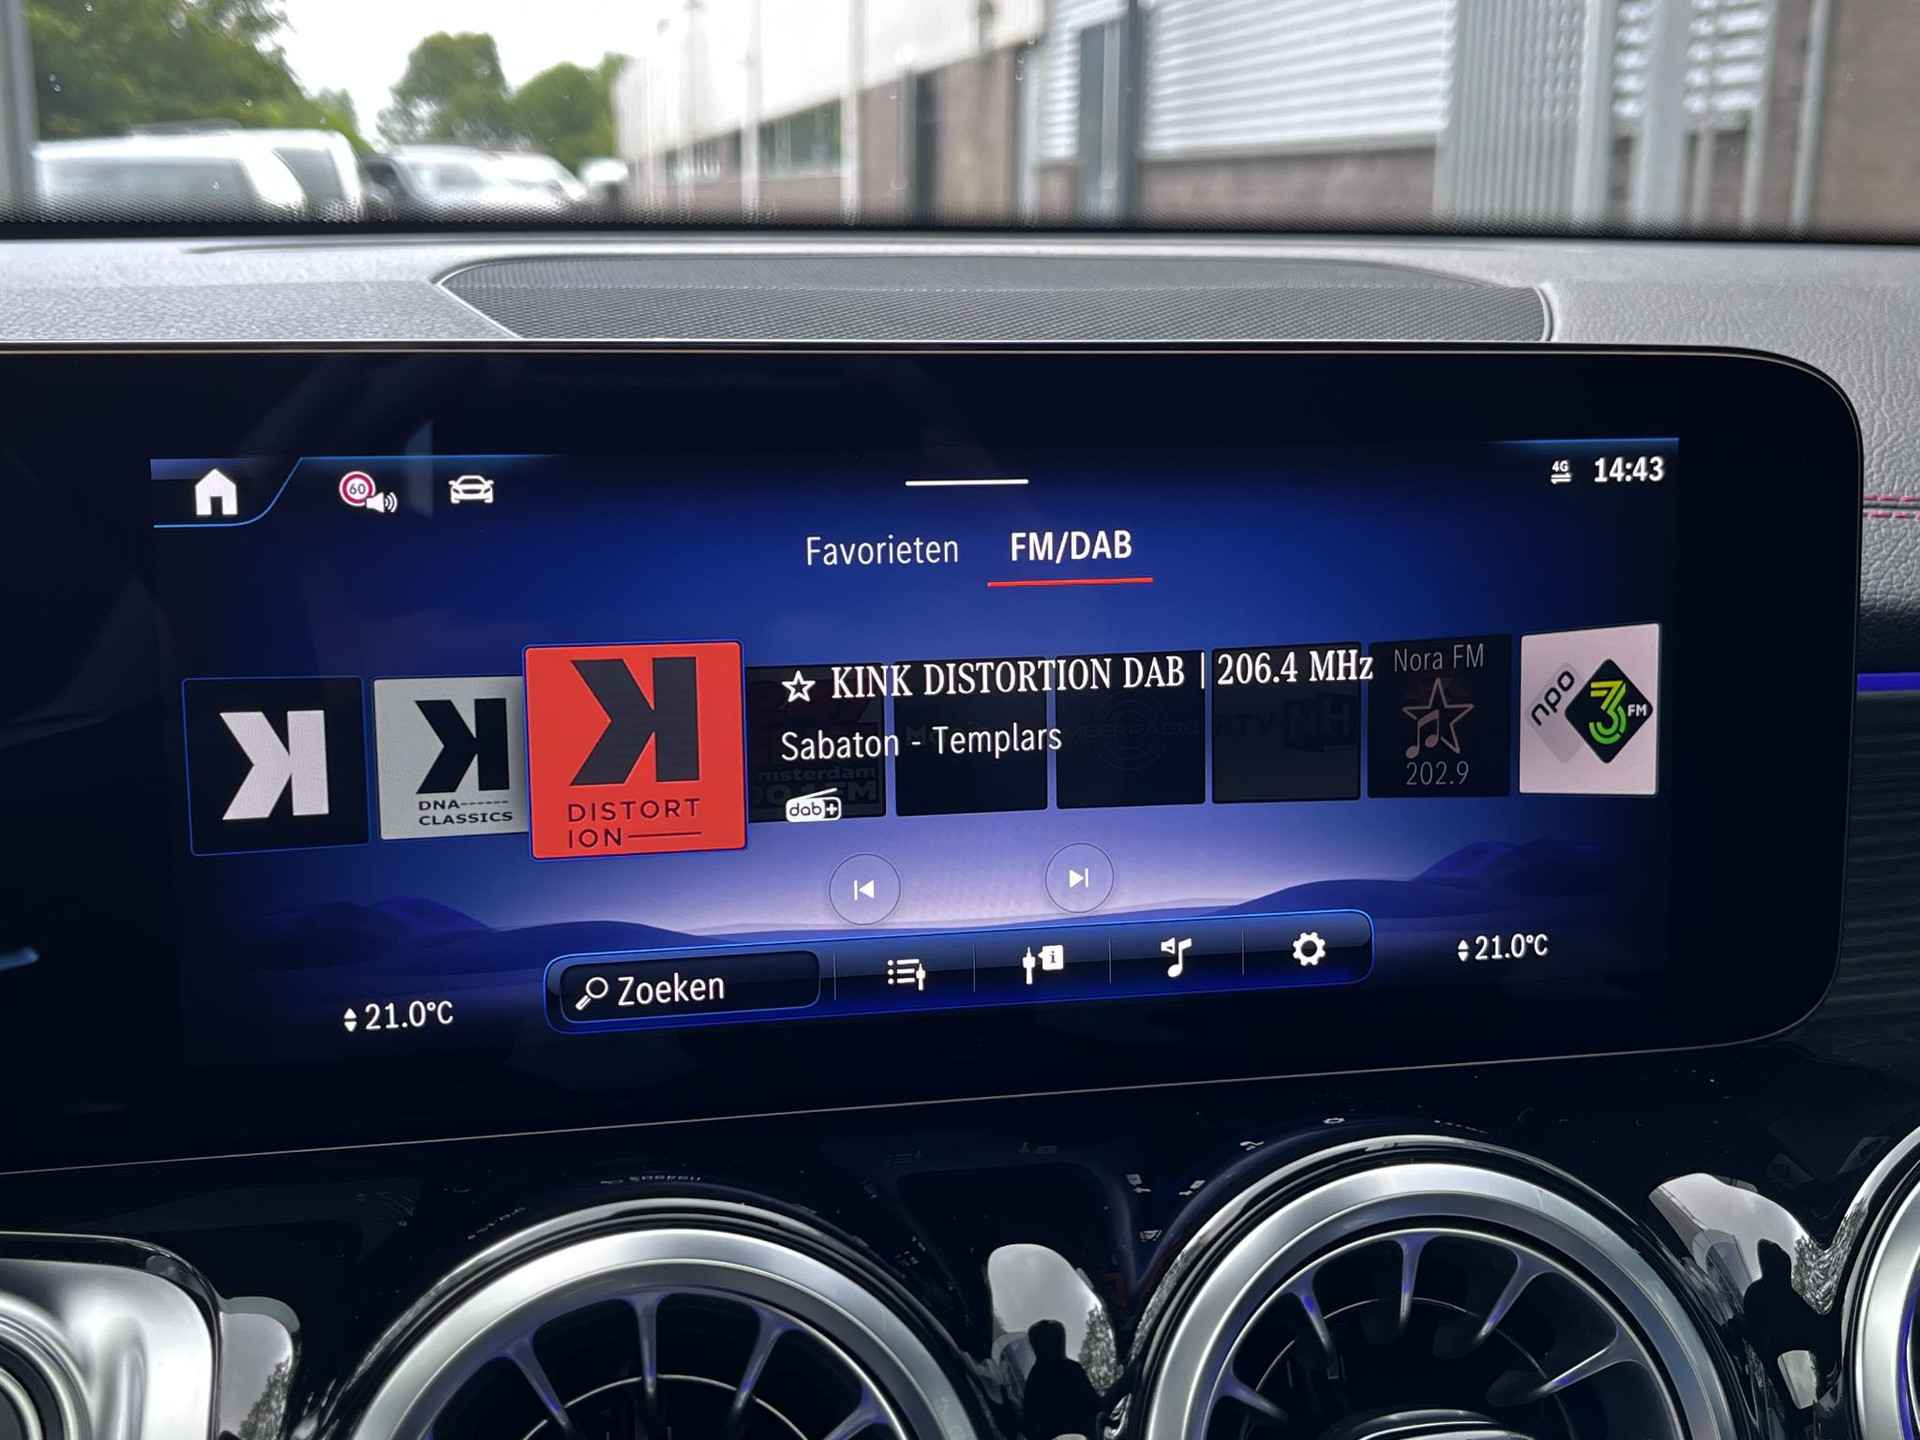 60
4G
14:43
Favorieten
FM/DAB
KINK DISTORTION DAB | 206.4 MHz
Sabaton - Templars
dab+
K
K
DNA------
CLASSICS
K
DISTORT
ION
Nora FM
202.9
npo
3FM
Zoeken
21.0°C
21.0°C